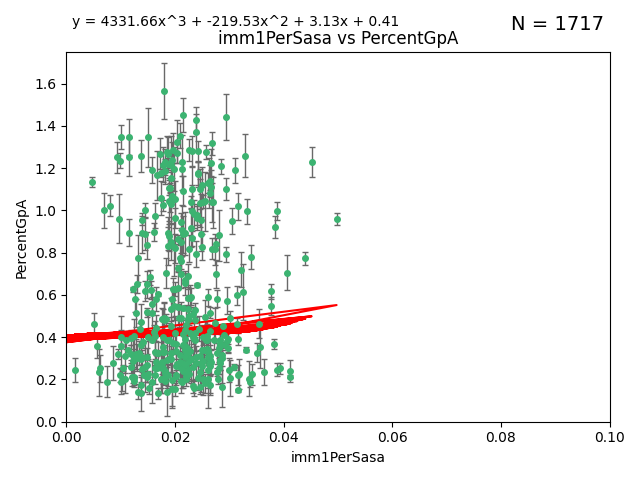 y = 4331.66x^3 + -219.53x^2 + 3.13x + 0.41
N = 1717
imm1PerSasa vs PercentGpA
1.6
1.4
1.2
1.0
0.8
0.6
0.4
0.2
0.0
PercentGpA
0.00 0.02 0.04 0.06 0.08 0.10
imm1PerSasa